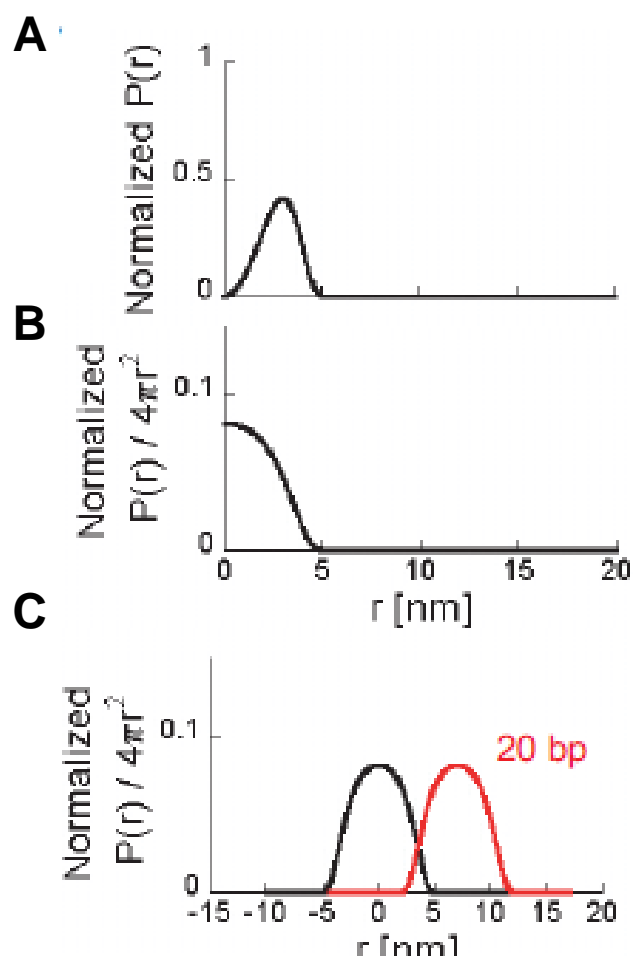 A
Normalized P(r)
1
0.5
0
B
Normalized
P(r) / 4πr²
0.1
0
0 5 10 15 20
r [nm]
C
Normalized
P(r) / 4πr²
0.1
0
20 bp
-15 -10 -5 0 5 10 15 20
r [nm]